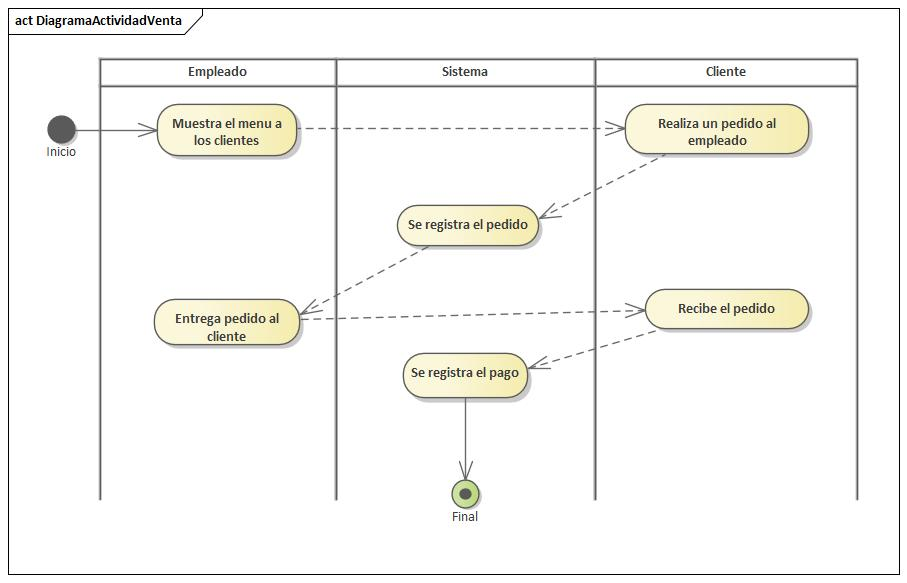 act DiagramaActividadVenta
Empleado
Sistema
Cliente
Inicio
Muestra el menu a
los clientes
Realiza un pedido al
empleado
Se registra el pedido
Entrega pedido al
cliente
Recibe el pedido
Se registra el pago
Final